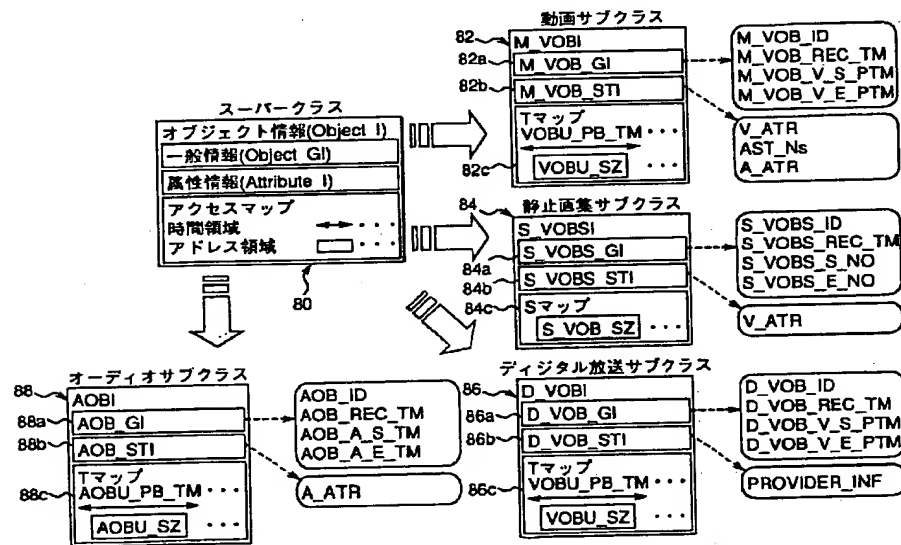 スーパークラス
オブジェクト情報(Object I)
一般情報(Object GI)
属性情報(Attribute I)
アクセスマップ
時間領域 ・・・
アドレス領域 ・・・
80
動画サブクラス
82
M_VOBI
82a
M_VOB_GI
82b
M_VOB_STI
Tマップ
VOBU_PB_TM ・・・
82c
VOBU_SZ ・・・
M_VOB_ID
M_VOB_REC_TM
M_VOB_V_S_PTM
M_VOB_V_E_PTM
V_ATR
AST_Ns
A_ATR
静止画集サブクラス
84
S_VOBSI
84a
S_VOBS_GI
84b
S_VOBS_STI
84c
Sマップ
S_VOB_SZ ・・・
S_VOBS_ID
S_VOBS_REC_TM
S_VOBS_S_NO
S_VOBS_E_NO
V_ATR
オーディオサブクラス
88
AOBI
88a
AOB_GI
88b
AOB_STI
Tマップ
88c
AOBU_PB_TM ・・・
AOBU_SZ ・・・
AOB_ID
AOB_REC_TM
AOB_A_S_TM
AOB_A_E_TM
A_ATR
ディジタル放送サブクラス
86
D_VOBI
86a
D_VOB_GI
86b
D_VOB_STI
Tマップ
86c
VOBU_PB_TM ・・・
VOBU_SZ ・・・
D_VOB_ID
D_VOB_REC_TM
D_VOB_V_S_PTM
D_VOB_V_E_PTM
PROVIDER_INF